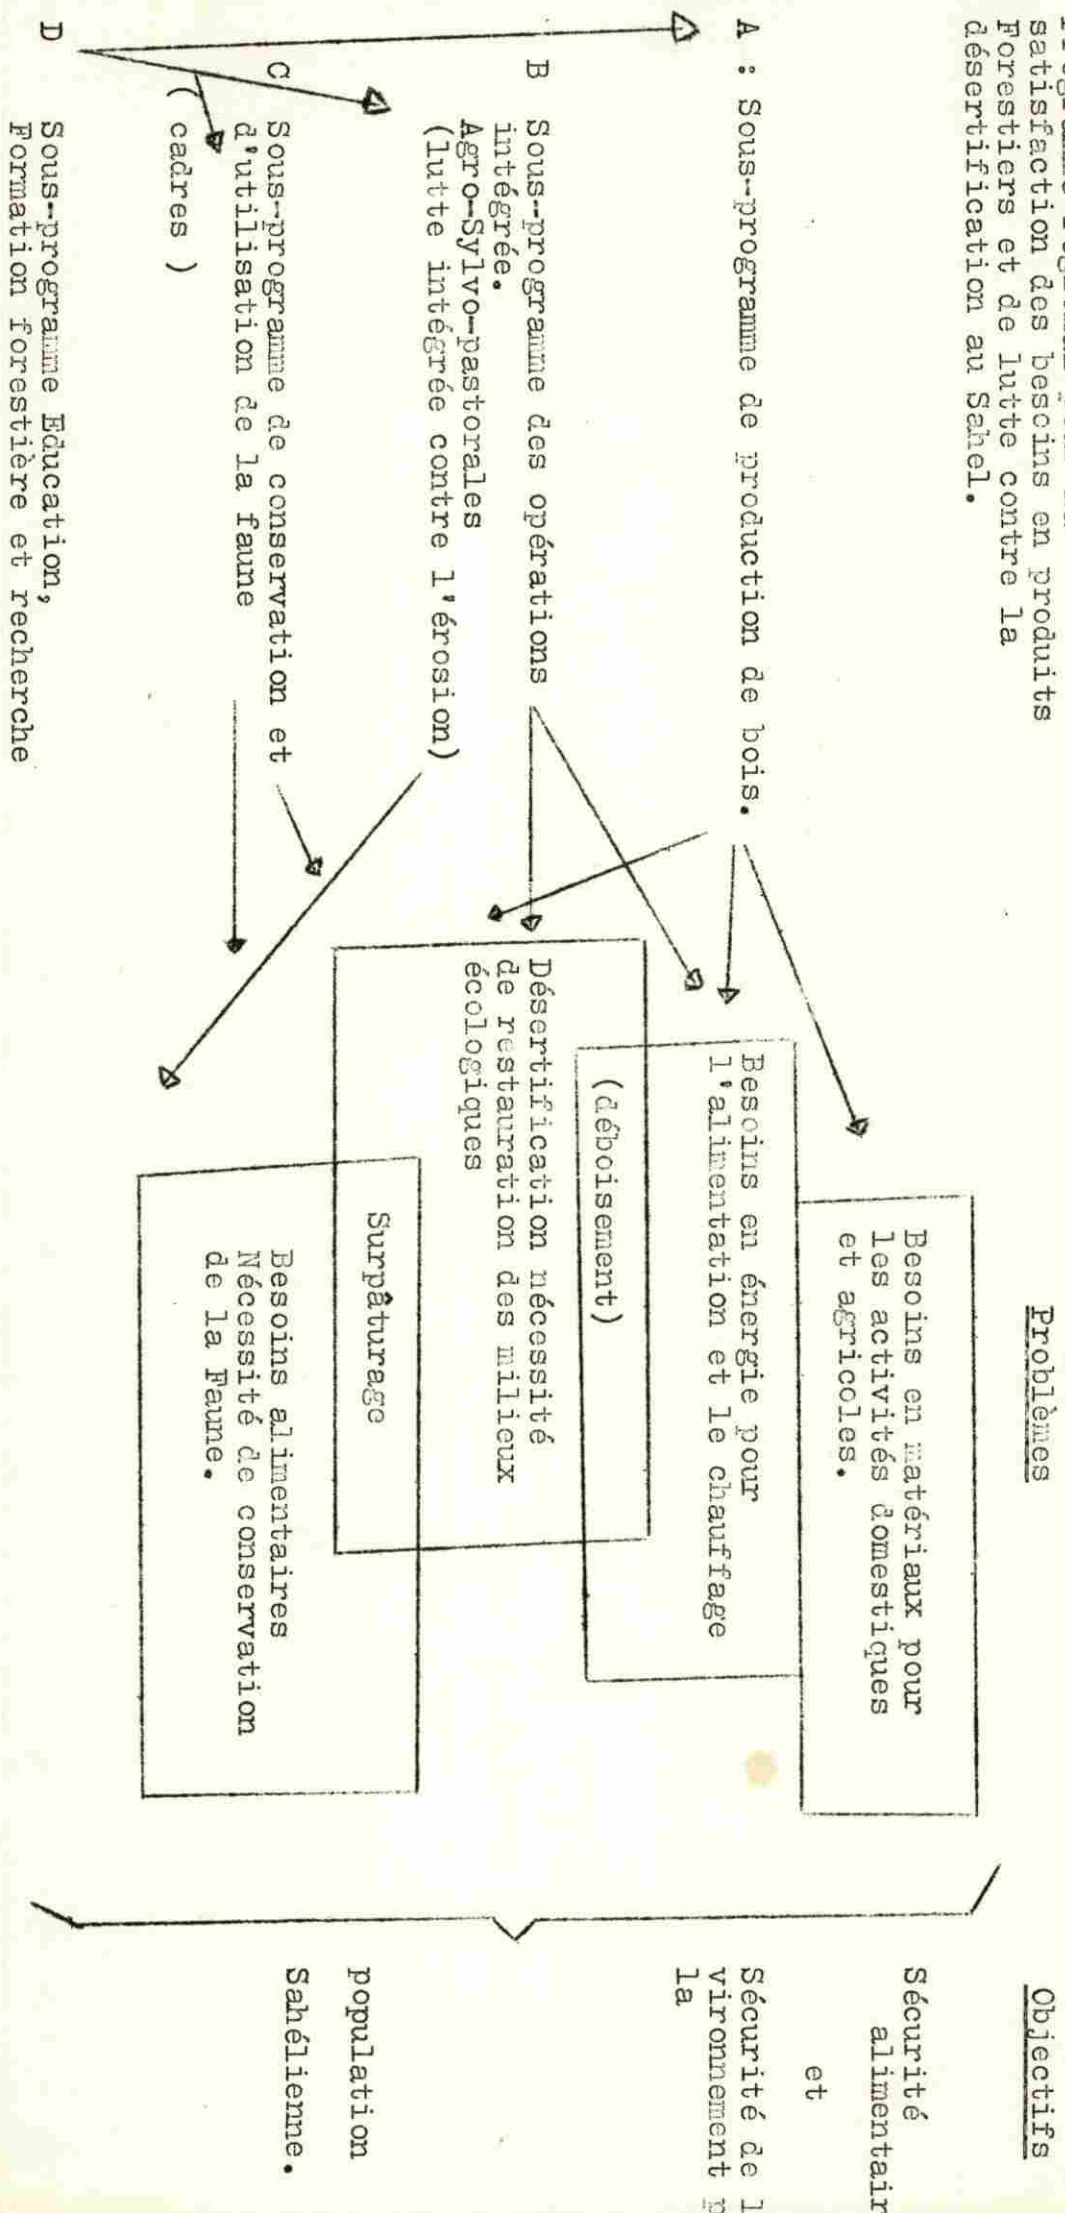 satisfaction des besoins en produits
Forestiers et de lutte contre la
désertification au Sahel.
A : Sous--programme de production de bois.
B Sous--programme des opérations
intégrée.
Agro-Sylvo-pastorales
(lutte intégrée contre l'érosion)
C Sous--programme de conservation et
d'utilisation de la faune
( cadres )
D Sous--programme Education,
Formation forestière et recherche
Problèmes
Besoins en matériaux pour
les activités domestiques
et agricoles.
Besoins en énergie pour
l'alimentation et le chauffage
(déboisement)
Désertification nécessité
de restauration des milieux
écologiques
Surpâturage
Besoins alimentaires
Nécessité de conservation
de la Faune.
Objectifs
Sécurité
alimentair
et
Sécurité de l
vironnement p
la
population
Sahélienne.